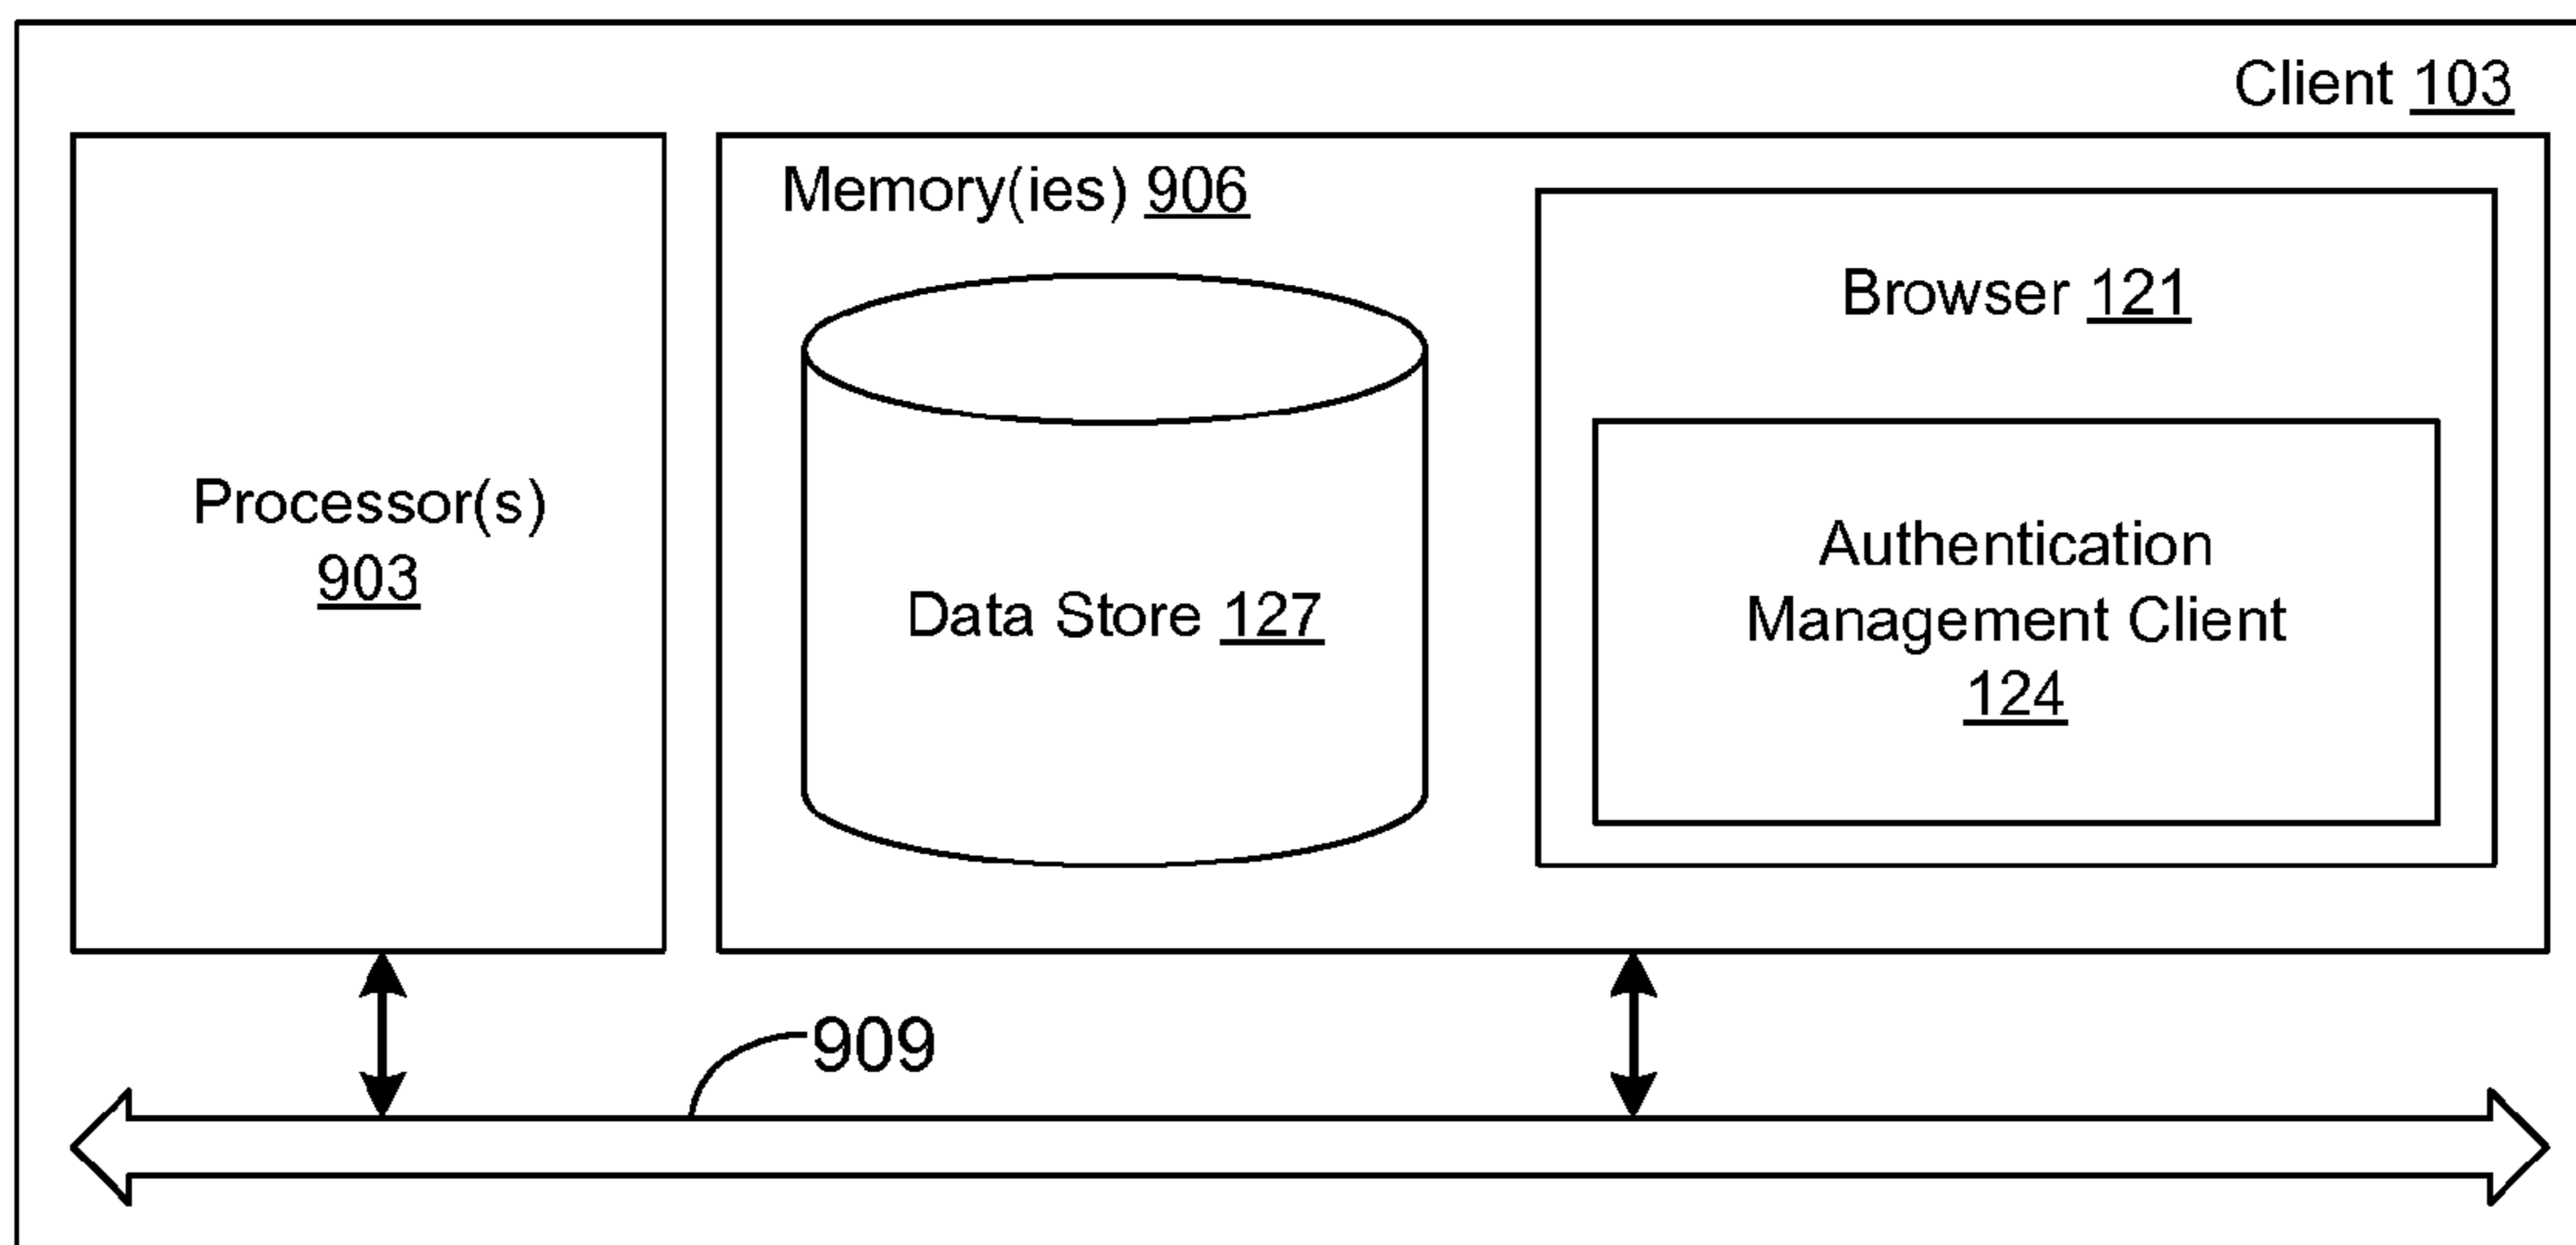 Client 103
Memory(ies) 906
Browser 121
Processor(s)
903
Data Store 127
Authentication
Management Client
124
909